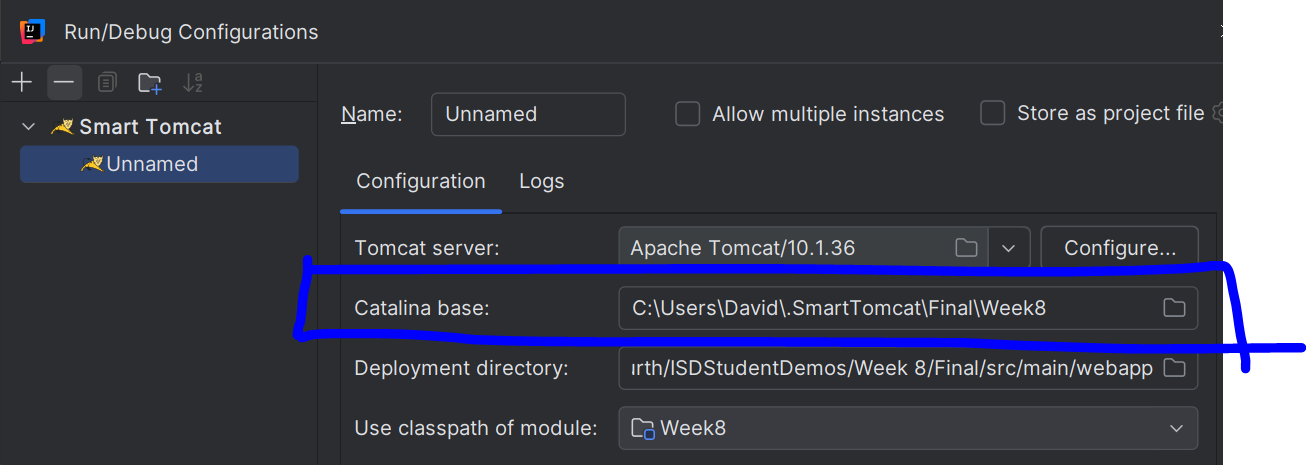 Run/Debug Configurations
Name: Unnamed Allow multiple instances Store as project file
Smart Tomcat
Unnamed
Configuration Logs
Tomcat server: Apache Tomcat/10.1.36 Configure...
Catalina base: C:\Users\David\.SmartTomcat\Final\Week8
Deployment directory: ırth/ISDStudentDemos/Week 8/Final/src/main/webapp
Use classpath of module: Week8